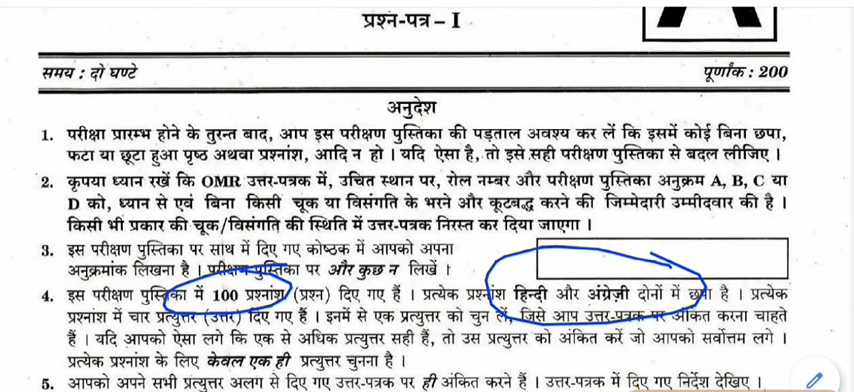 प्रश्न-पत्र – I
समय : दो घण्टे पूर्णांक : 200
अनुदेश
1. परीक्षा प्रारम्भ होने के तुरन्त बाद, आप इस परीक्षण पुस्तिका की पड़ताल अवश्य कर लें कि इसमें कोई बिना छपा,
फटा या छूटा हुआ पृष्ठ अथवा प्रश्नांश, आदि न हो । यदि ऐसा है, तो इसे सही परीक्षण पुस्तिका से बदल लीजिए ।
2. कृपया ध्यान रखें कि OMR उत्तर-पत्रक में, उचित स्थान पर, रोल नम्बर और परीक्षण पुस्तिका अनुक्रम A, B, C या
D को, ध्यान से एवं बिना किसी चूक या विसंगति के भरने और कूटबद्ध करने की जिम्मेदारी उम्मीदवार की है ।
किसी भी प्रकार की चूक/विसंगति की स्थिति में उत्तर-पत्रक निरस्त कर दिया जाएगा ।
3. इस परीक्षण पुस्तिका पर साथ में दिए गए कोष्ठक में आपको अपना
अनुक्रमांक लिखना है । परीक्षण पुस्तिका पर और कुछ न लिखें ।
4. इस परीक्षण पुस्तिका में 100 प्रश्नांश (प्रश्न) दिए गए हैं । प्रत्येक प्रश्नांश हिन्दी और अंग्रेज़ी दोनों में छपा है । प्रत्येक
प्रश्नांश में चार प्रत्युत्तर (उत्तर) दिए गए हैं । इनमें से एक प्रत्युत्तर को चुन लें, जिसे आप उत्तर-पत्रक पर अंकित करना चाहते
हैं । यदि आपको ऐसा लगे कि एक से अधिक प्रत्युत्तर सही हैं, तो उस प्रत्युत्तर को अंकित करें जो आपको सर्वोत्तम लगे ।
प्रत्येक प्रश्नांश के लिए केवल एक ही प्रत्युत्तर चुनना है ।
5. आपको अपने सभी प्रत्युत्तर अलग से दिए गए उत्तर-पत्रक पर ही अंकित करने हैं । उत्तर-पत्रक में दिए गए निर्देश देखिए ।